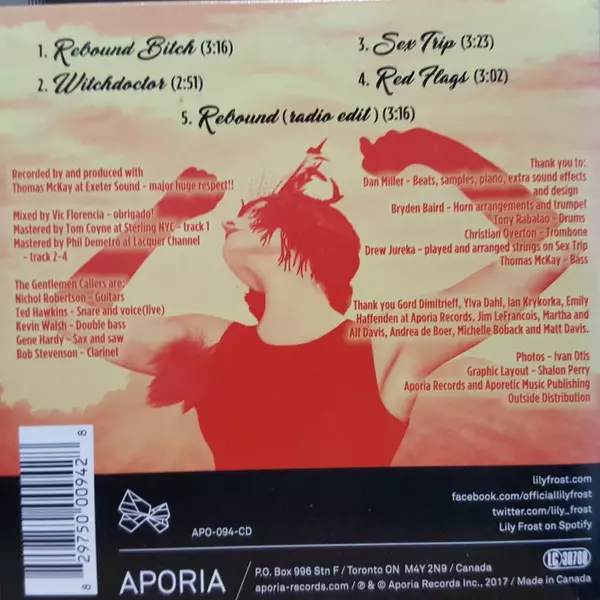 1. Rebound Bitch (3:16)
2. Witchdoctor (2:51)
3. Sex Trip (3:23)
4. Red Flags (3:02)
5. Rebound (radio edit) (3:16)
Recorded by and produced with
Thomas McKay at Exeter Sound - major huge respect!!
Mixed by Vic Florencia - obrigado!
Mastered by Tom Coyne at Sterling NYC - track 1
Mastered by Phil Demetro at Lacquer Channel
- track 2-4
The Gentlemen Callers are:
Nichol Robertson - Guitars
Ted Hawkins - Snare and voice(live)
Kevin Walsh - Double bass
Gene Hardy - Sax and saw
Bob Stevenson - Clarinet
Thank you to:
Dan Miller - Beats, samples, piano, extra sound effects
and design
Bryden Baird - Horn arrangements and trumpet
Tony Rabalao - Drums
Christian Overton - Trombone
Drew Jureka - played and arranged strings on Sex Trip
Thomas McKay - Bass
Thank you Gord Dimitrieff, Ylva Dahl, Ian Krykorka, Emily
Haffenden at Aporia Records. Jim LeFrancois, Martha and
Alf Davis, Andrea de Boer, Michelle Boback and Matt Davis.
Photos - Ivan Otis
Graphic Layout - Shalon Perry
Aporia Records and Aporetic Music Publishing
Outside Distribution
8 29750 00942 8
APO-094-CD
lilyfrost.com
facebook.com/officiallilyfrost
twitter.com/lily_frost
Lily Frost on Spotify
APORIA
P.O. Box 996 Stn F / Toronto ON M4Y 2N9 / Canada
aporia-records.com / ℗ & © Aporia Records Inc., 2017 / Made in Canada
LC 30708